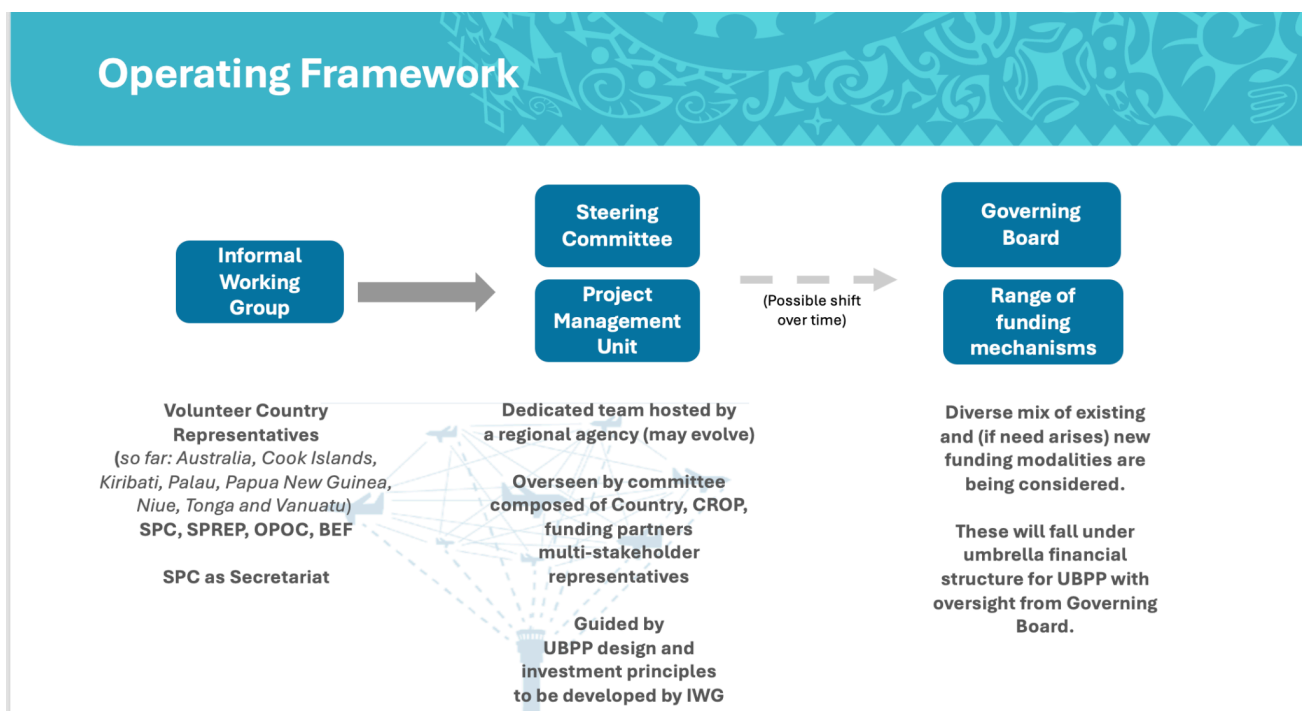 Operating Framework
Informal
Working
Group
Steering
Committee
Project
Management
Unit
(Possible shift
over time)
Governing
Board
Range of
funding
mechanisms
Volunteer Country
Representatives
(so far: Australia, Cook Islands,
Kiribati, Palau, Papua New Guinea,
Niue, Tonga and Vanuatu)
SPC, SPREP, OPOC, BEF
SPC as Secretariat
Dedicated team hosted by
a regional agency (may evolve)
Overseen by committee
composed of Country, CROP,
funding partners
multi-stakeholder
representatives
Guided by
UBPP design and
investment principles
to be developed by IWG
Diverse mix of existing
and (if need arises) new
funding modalities are
being considered.
These will fall under
umbrella financial
structure for UBPP with
oversight from Governing
Board.